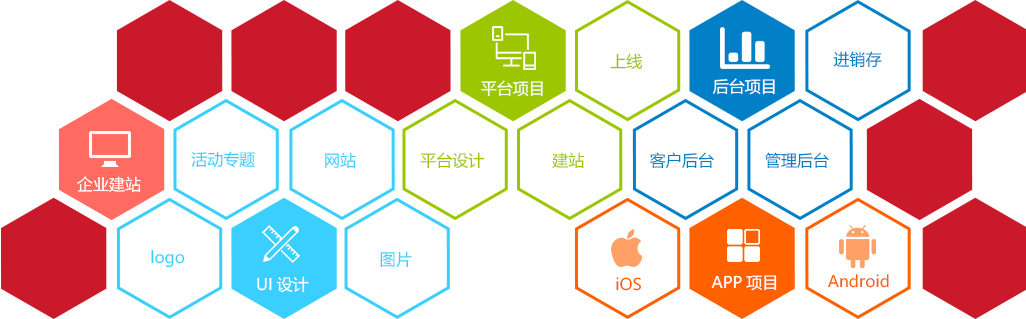 平台项目
上线
后台项目
进销存
企业建站
活动专题
网站
平台设计
建站
客户后台
管理后台
logo
UI 设计
图片
iOS
APP 项目
Android